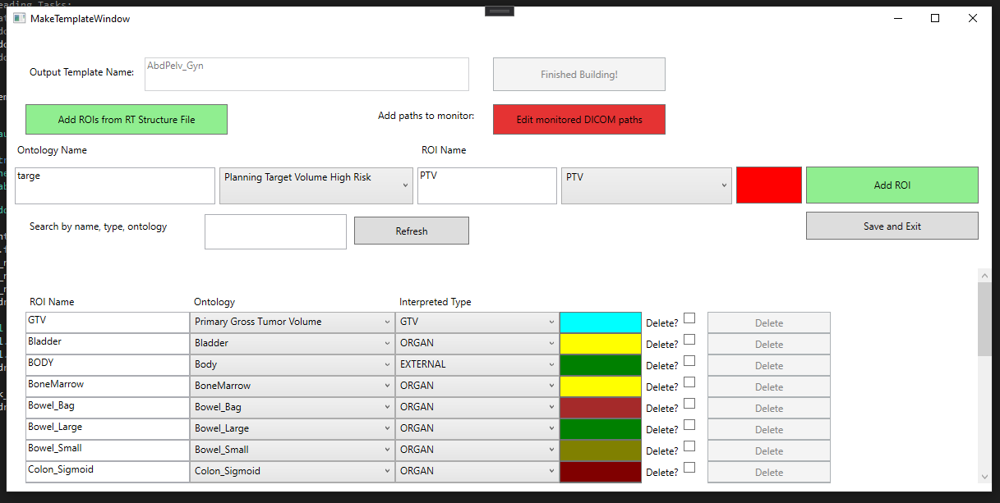 MakeTemplateWindow
Output Template Name: AbdPelv_Gyn Finished Building!
Add ROIs from RT Structure File Add paths to monitor: Edit monitored DICOM paths
Ontology Name ROI Name
targe Planning Target Volume High Risk PTV PTV Add ROI
Search by name, type, ontology Refresh Save and Exit
ROI Name Ontology Interpreted Type
GTV Primary Gross Tumor Volume GTV Delete? Delete
Bladder Bladder ORGAN Delete? Delete
BODY Body EXTERNAL Delete? Delete
BoneMarrow BoneMarrow ORGAN Delete? Delete
Bowel_Bag Bowel_Bag ORGAN Delete? Delete
Bowel_Large Bowel_Large ORGAN Delete? Delete
Bowel_Small Bowel_Small ORGAN Delete? Delete
Colon_Sigmoid Colon_Sigmoid ORGAN Delete? Delete